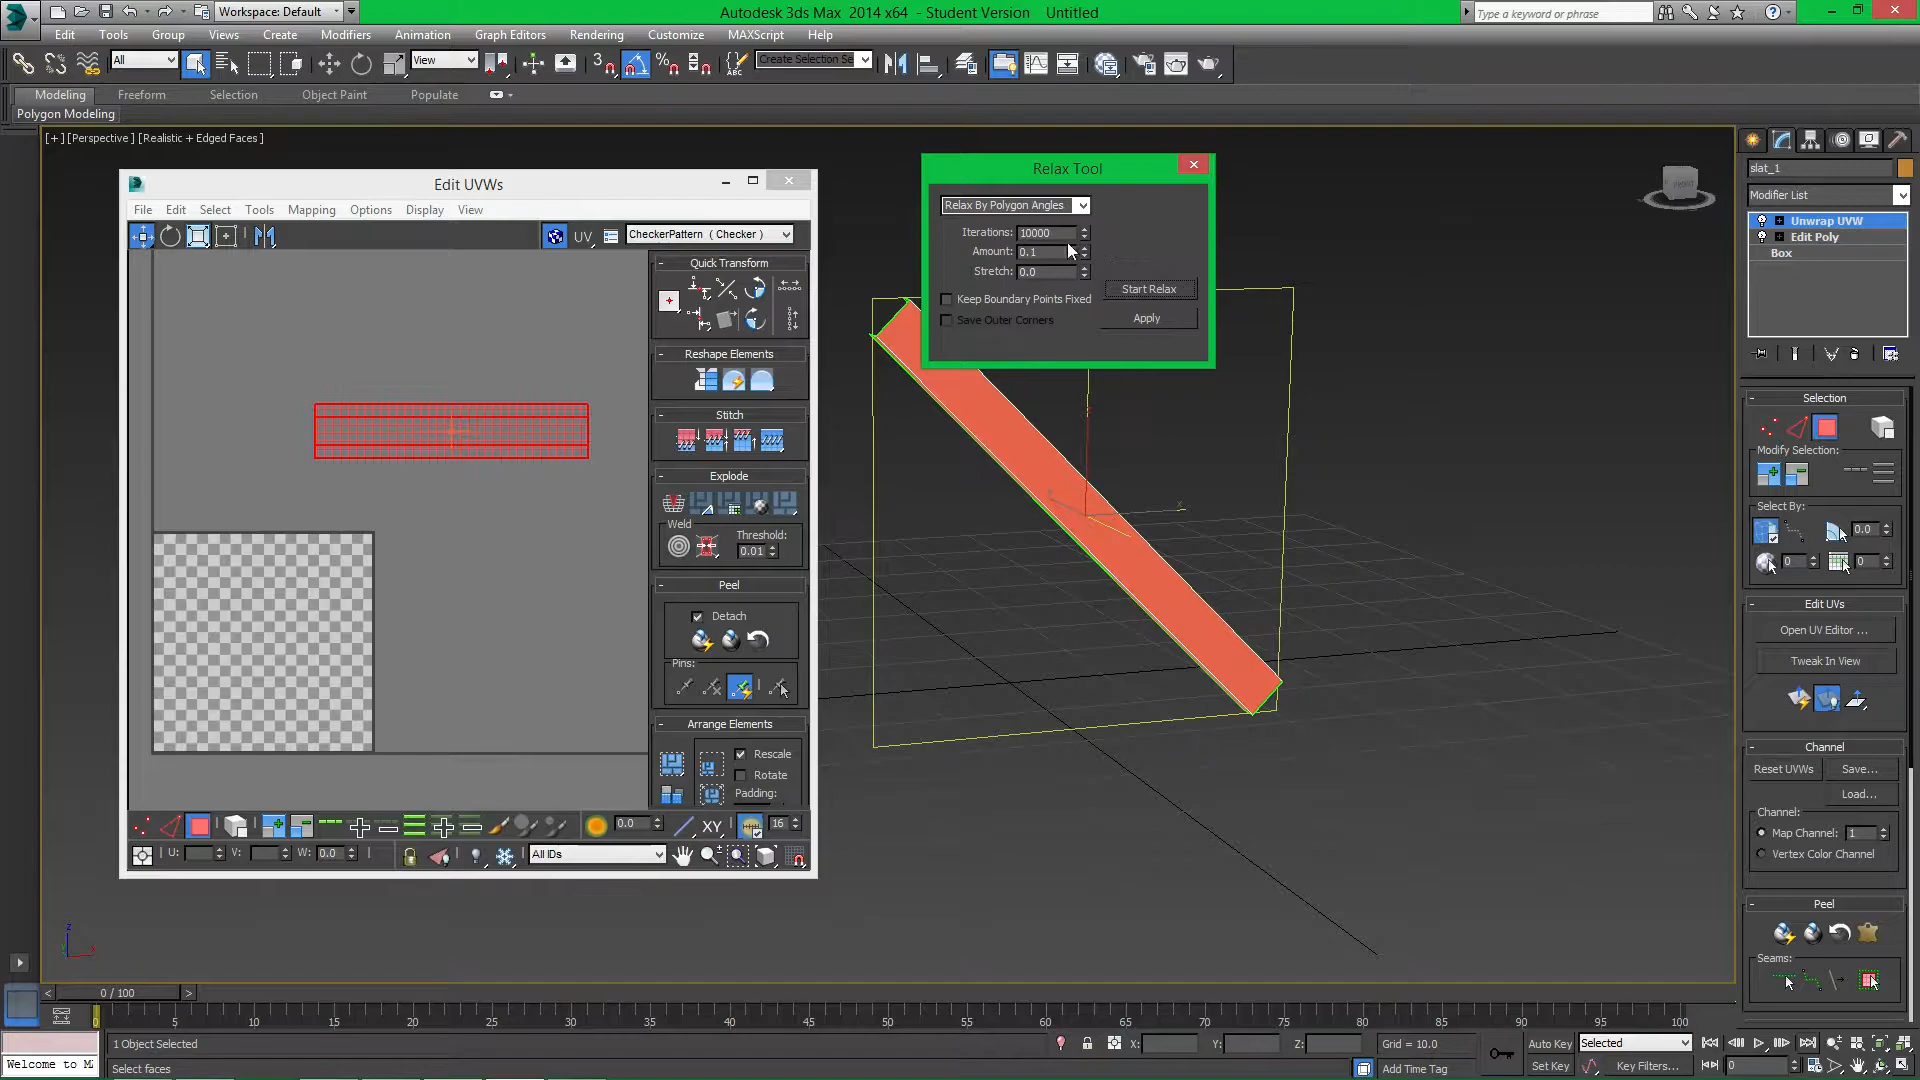 Workspace: Default
Autodesk 3ds Max 2014 x64 - Student Version Untitled
Type a keyword or phrase
Edit Tools Group Views Create Modifiers Animation Graph Editors Rendering Customize MAXScript Help
All
View
3
Create Selection Se
Modeling Freeform Selection Object Paint Populate
Polygon Modeling
[+] [Perspective] [Realistic + Edged Faces]
Edit UVWs
File Edit Select Tools Mapping Options Display View
UV
CheckerPattern ( Checker )
Quick Transform
Reshape Elements
Stitch
Explode
Weld
Threshold:
0.01
Peel
Detach
Pins:
Arrange Elements
Rescale
Rotate
Padding:
0.0
XY
16
U:
V:
W: 0.0
All IDs
Relax Tool
Relax By Polygon Angles
Iterations: 10000
Amount: 0.1
Stretch: 0.0
Start Relax
Keep Boundary Points Fixed
Apply
Save Outer Corners
slat_1
Modifier List
Unwrap UVW
Edit Poly
Box
Selection
Modify Selection:
Select By:
0.0
0
0
Edit UVs
Open UV Editor ...
Tweak In View
Channel
Reset UVWs
Save...
Load...
Channel:
Map Channel: 1
Vertex Color Channel
Peel
Seams:
0 / 100
5 10 15 20 25 30 35 40 45 50 55 60 65 70 75 80 85 90 95 100
1 Object Selected
X:
Y:
Z:
Grid = 10.0
Auto Key
Selected
Welcome to M
Select faces
Add Time Tag
Set Key
Key Filters...
0